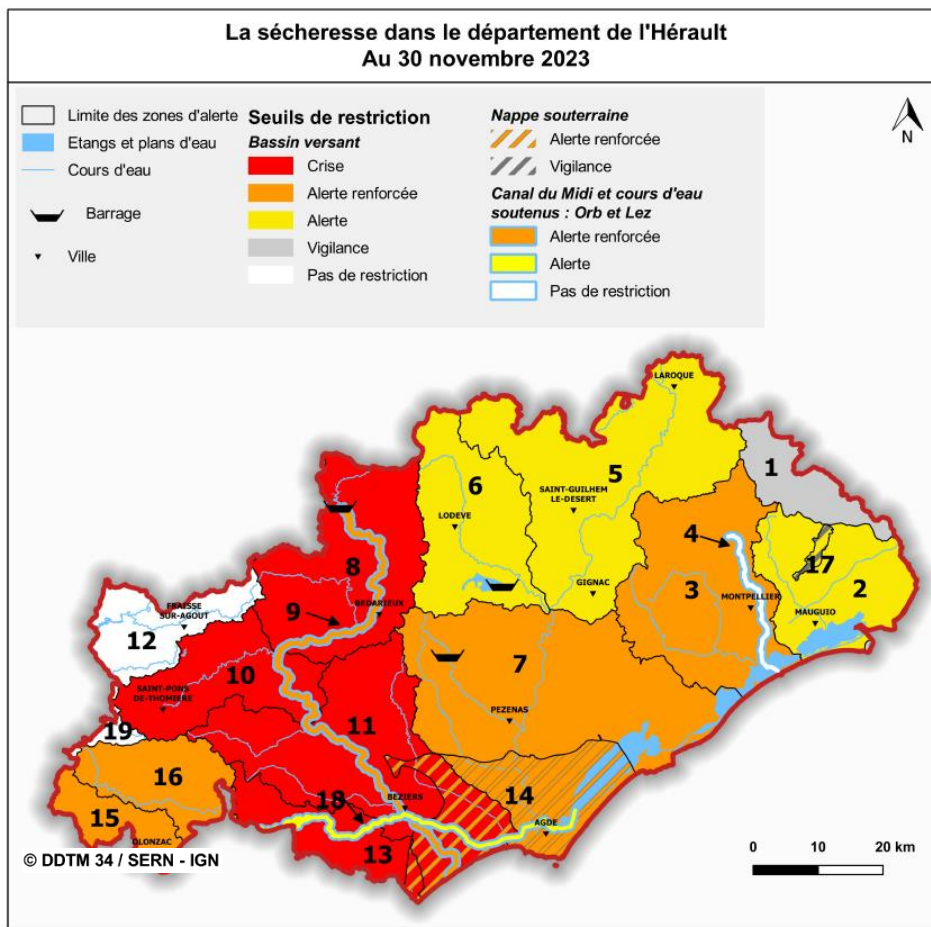 La sécheresse dans le département de l'Hérault
Au 30 novembre 2023
Limite des zones d'alerte
Etangs et plans d'eau
Cours d'eau
Barrage
Ville
Seuils de restriction
Bassin versant
Crise
Alerte renforcée
Alerte
Vigilance
Pas de restriction
Nappe souterraine
Alerte renforcée
Vigilance
Canal du Midi et cours d'eau
soutenus : Orb et Lez
Alerte renforcée
Alerte
Pas de restriction
N
LAROQUE
1
5
6
SAINT-GUILHEM
LE-DESERT
LODEVE
4
17
8
GIGNAC
3
2
MONTPELLIER
MAUGUIO
9
BEDARIEUX
FRAISSE
SUR-AGOUT
12
7
10
SAINT-PONS
DE-THOMIERE
PEZENAS
11
19
16
14
18
BEZIERS
15
AGDE
OLONZAC
13
© DDTM 34 / SERN - IGN
0 10 20 km